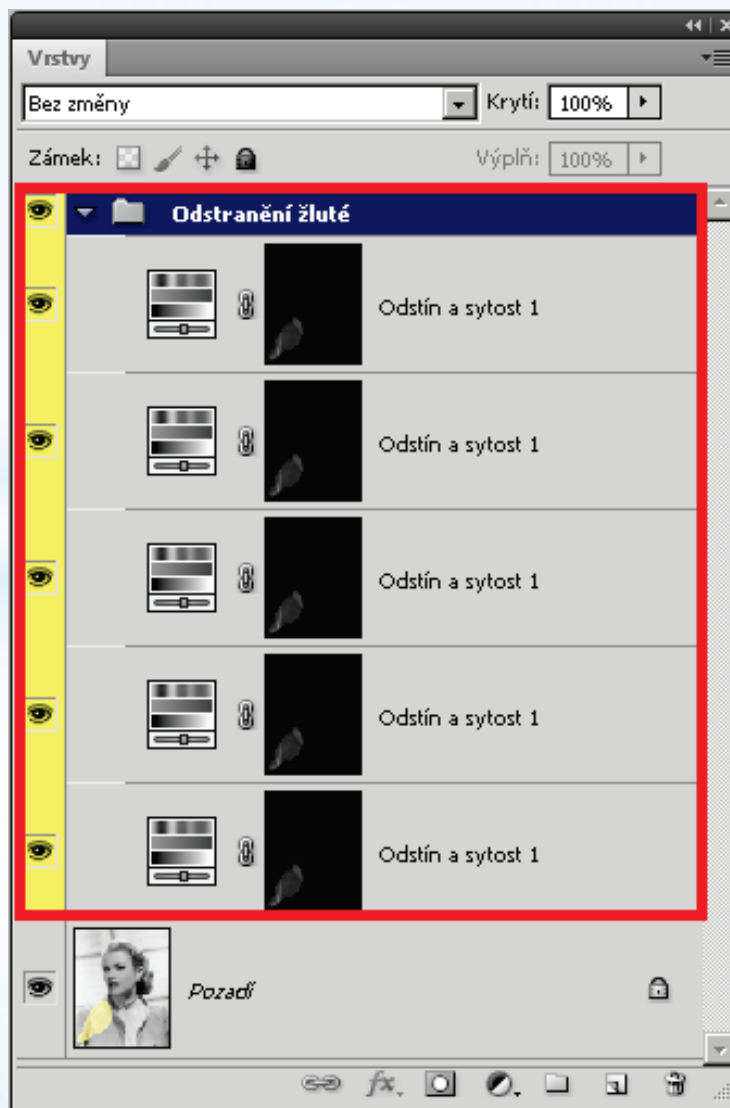 Vrstvy
Bez změny Krytí: 100%
Zámek: Výplň: 100%
Odstranění žluté
Odstín a sytost 1
Odstín a sytost 1
Odstín a sytost 1
Odstín a sytost 1
Odstín a sytost 1
Pozadí
fx.